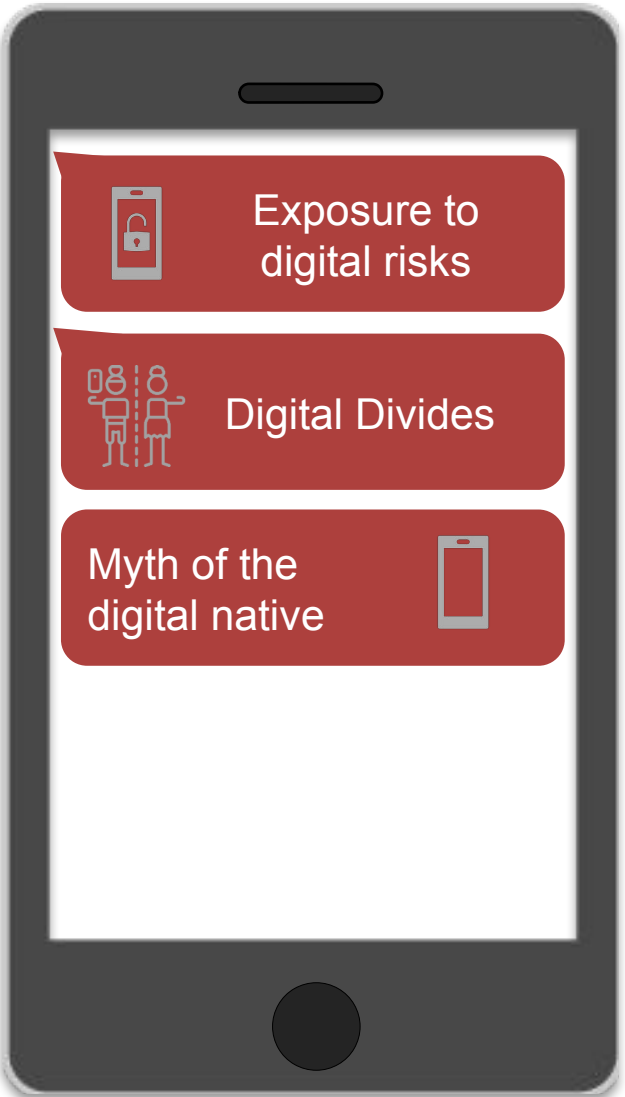 Exposure to
digital risks
Digital Divides
Myth of the
digital native